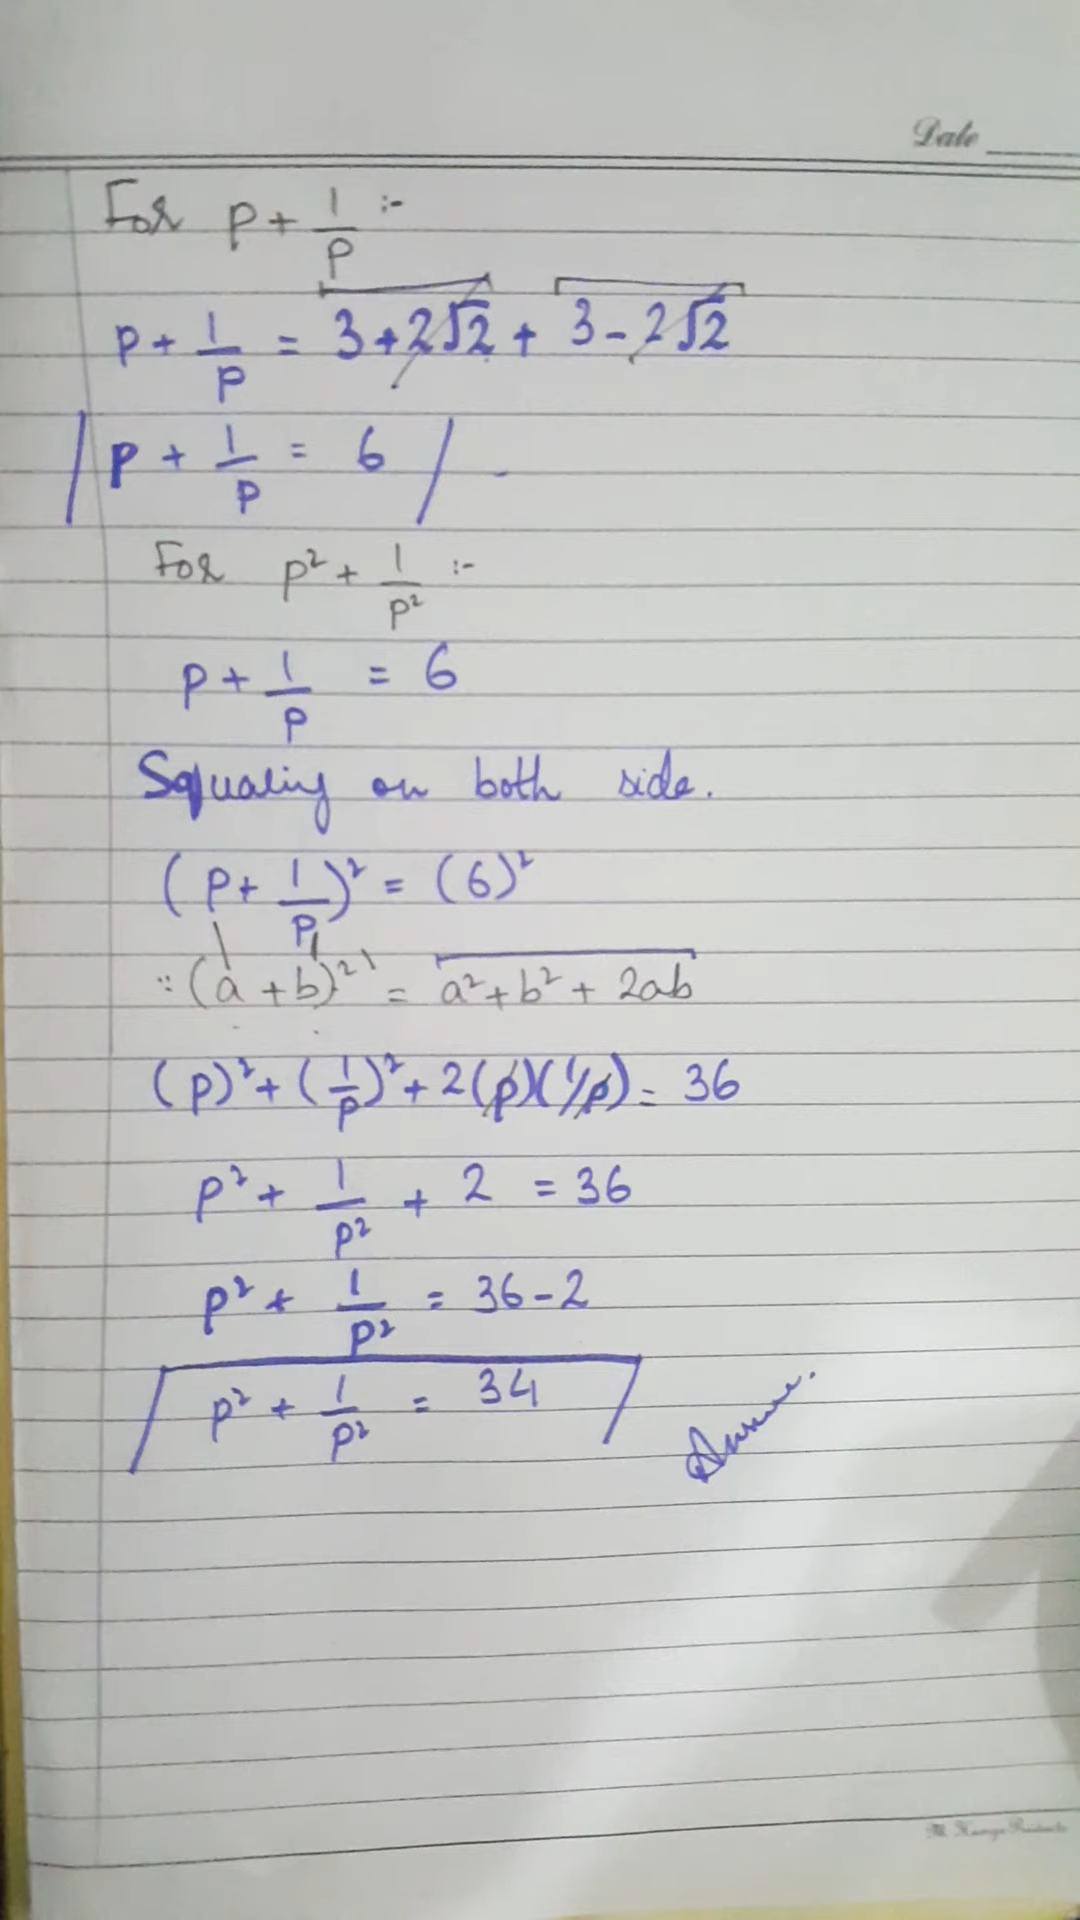 Date
For p + 1/p :-
p + 1/p = 3+2√2 + 3-2√2
p + 1/p = 6
For p² + 1/p² :-
p + 1/p = 6
Squaring on both side.
(p + 1/p)² = (6)²
∵ (a + b)² = a² + b² + 2ab
(p)² + (1/p)² + 2(p)(1/p) = 36
p² + 1/p² + 2 = 36
p² + 1/p² = 36-2
p² + 1/p² = 34